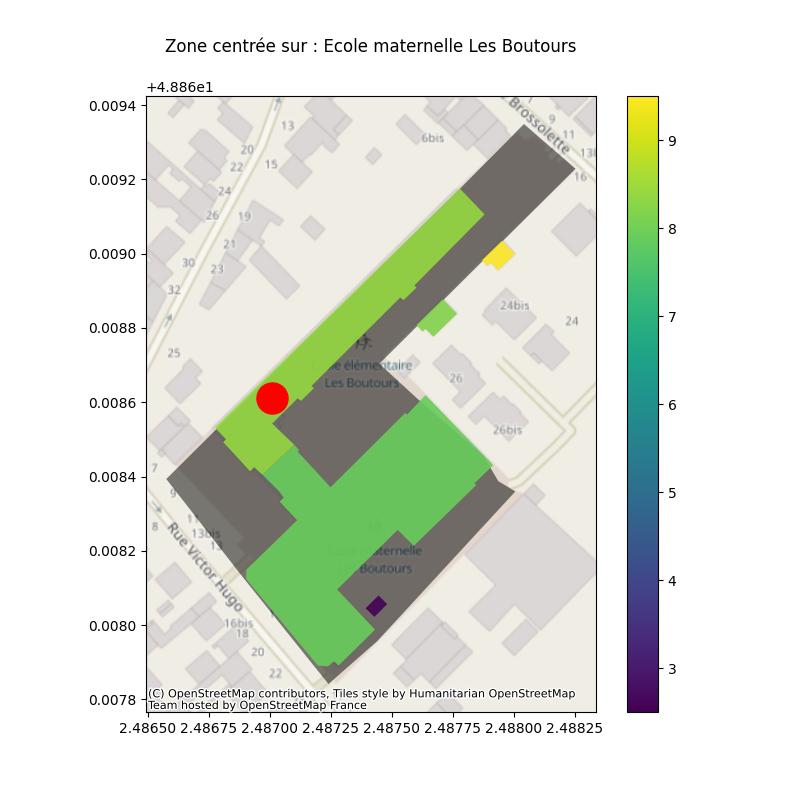 Zone centrée sur : Ecole maternelle Les Boutours
+4.886e1
0.0094
0.0092
0.0090
0.0088
0.0086
0.0084
0.0082
0.0080
0.0078
2.48650 2.48675 2.48700 2.48725 2.48750 2.48775 2.48800 2.48825
9
8
7
6
5
4
3
Brossolette
9
11
16
6bis
13
20
15
22
24
26
19
21
30
23
32
25
24bis
24
26
26bis
élémentaire
Les Boutours
maternelle
Les Boutours
7
9
8
11
13bis
Rue Victor Hugo
16bis
18
20
22
(C) OpenStreetMap contributors, Tiles style by Humanitarian OpenStreetMap
Team hosted by OpenStreetMap France